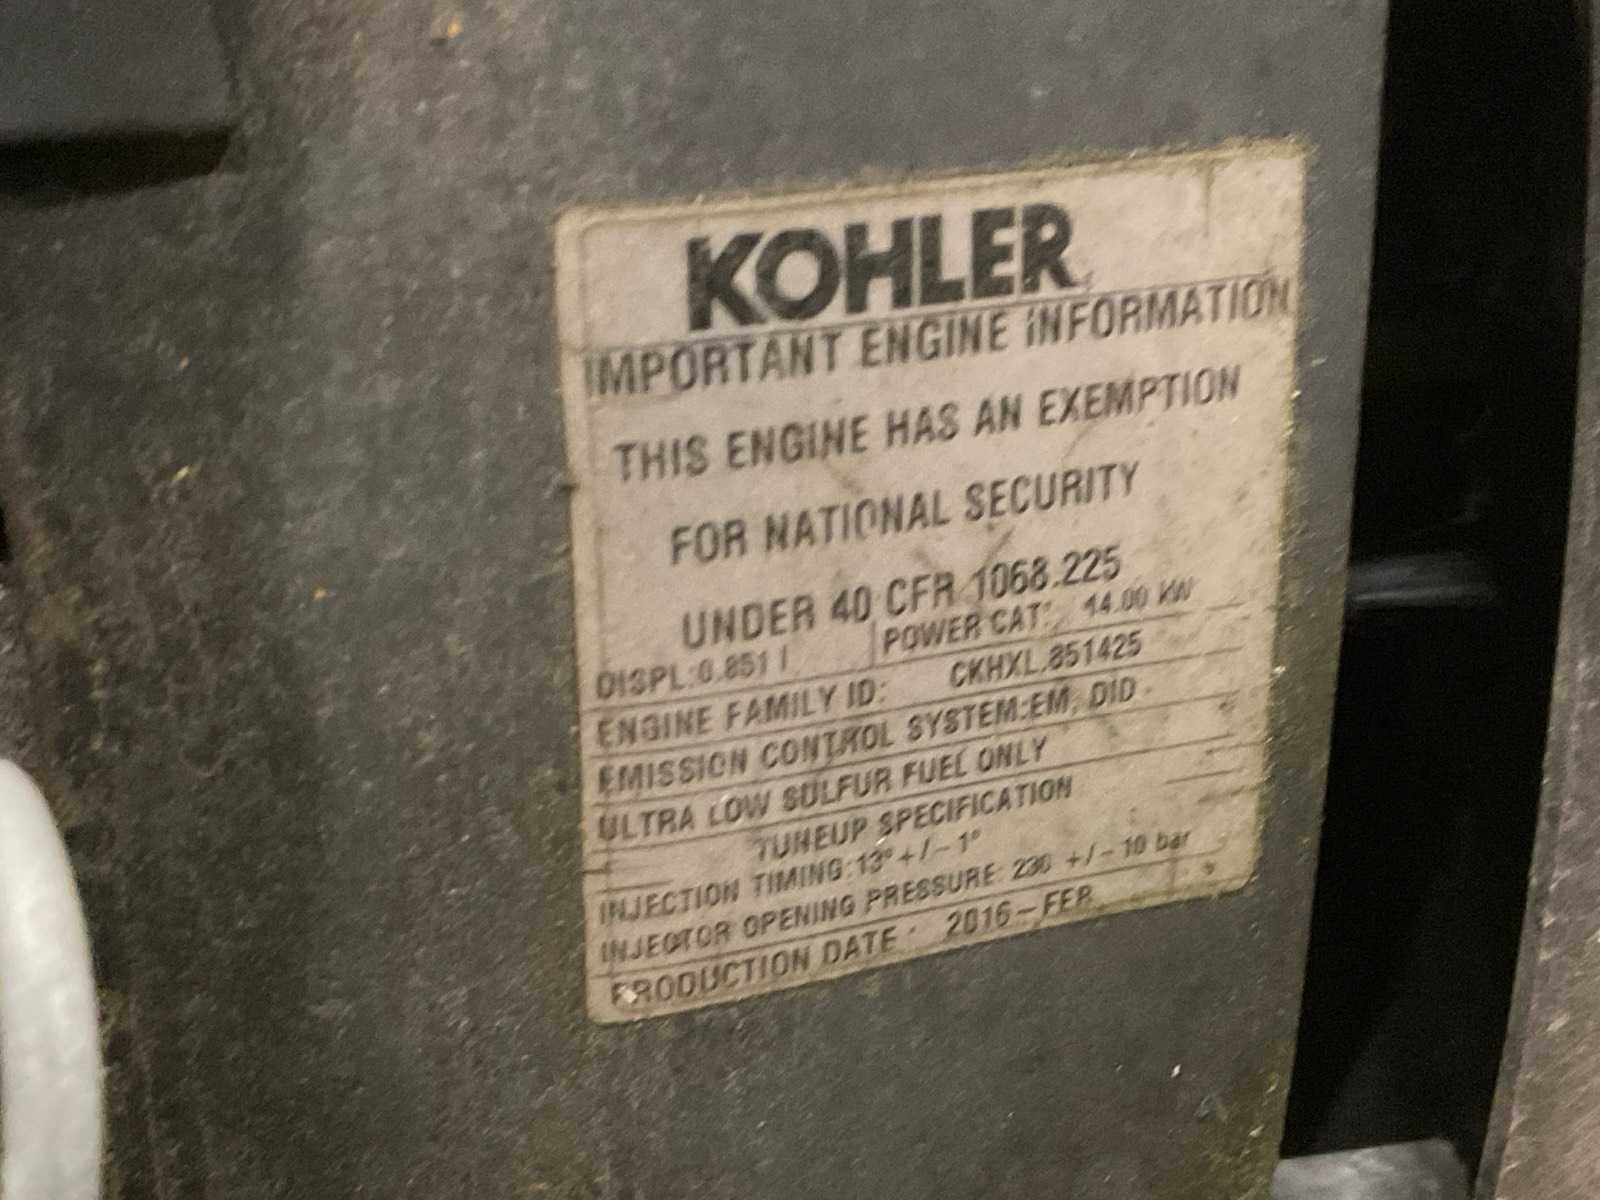 KOHLER
IMPORTANT ENGINE INFORMATION
THIS ENGINE HAS AN EXEMPTION
FOR NATIONAL SECURITY
UNDER 40 CFR 1068.225
DISPL:0.851 l POWER CAT: 14.00 kW
ENGINE FAMILY ID: CKHXL.851425
EMISSION CONTROL SYSTEM:EM, DID
ULTRA LOW SULFUR FUEL ONLY
TUNEUP SPECIFICATION
INJECTION TIMING:13° +/- 1°
INJECTOR OPENING PRESSURE: 230 +/- 10 bar
PRODUCTION DATE: 2016-FEB